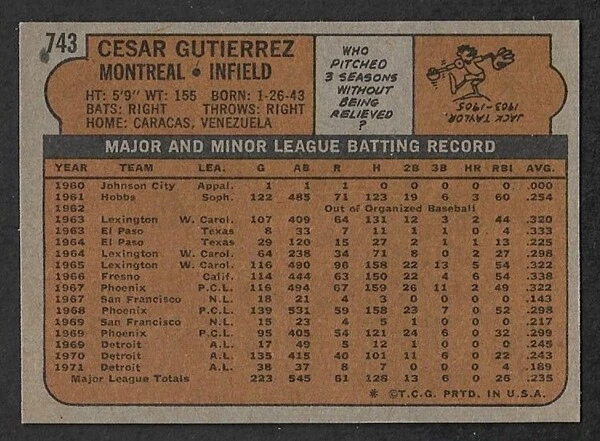 743 CESAR GUTIERREZ
MONTREAL • INFIELD
HT: 5'9" WT: 155 BORN: 1-26-43
BATS: RIGHT THROWS: RIGHT
HOME: CARACAS, VENEZUELA
WHO
PITCHED
3 SEASONS
WITHOUT
BEING
RELIEVED
?
JACK TAYLOR,
1903-1905.
MAJOR AND MINOR LEAGUE BATTING RECORD
YEAR TEAM LEA. G AB R H 2B 3B HR RBI AVG.
1960 Johnson City Appal. 1 1 1 0 0 0 0 0 .000
1961 Hobbs Soph. 122 485 71 123 19 6 3 60 .254
1962 Out of Organized Baseball
1963 Lexington W. Carol. 107 409 64 131 12 3 2 44 .320
1963 El Paso Texas 8 33 7 11 1 1 0 4 .333
1964 El Paso Texas 29 120 15 27 2 1 1 13 .225
1964 Lexington W. Carol. 64 238 34 71 8 0 2 27 .298
1965 Lexington W. Carol. 116 490 96 158 22 13 5 54 .322
1966 Fresno Calif. 114 444 63 150 22 4 6 54 .338
1967 Phoenix P.C.L. 116 494 67 159 26 11 2 49 .322
1967 San Francisco N.L. 18 21 4 3 0 0 0 0 .143
1968 Phoenix P.C.L. 139 531 59 158 23 7 0 52 .298
1969 San Francisco N.L. 15 23 4 5 1 0 0 0 .217
1969 Phoenix P.C.L. 95 405 54 121 24 6 0 32 .299
1969 Detroit A.L. 17 49 5 12 1 0 0 0 .245
1970 Detroit A.L. 135 415 40 101 11 6 0 22 .243
1971 Detroit A.L. 38 37 8 7 0 0 0 4 .189
Major League Totals 223 545 61 128 13 6 0 26 .235
* ©T.C.G. PRTD. IN U.S.A.